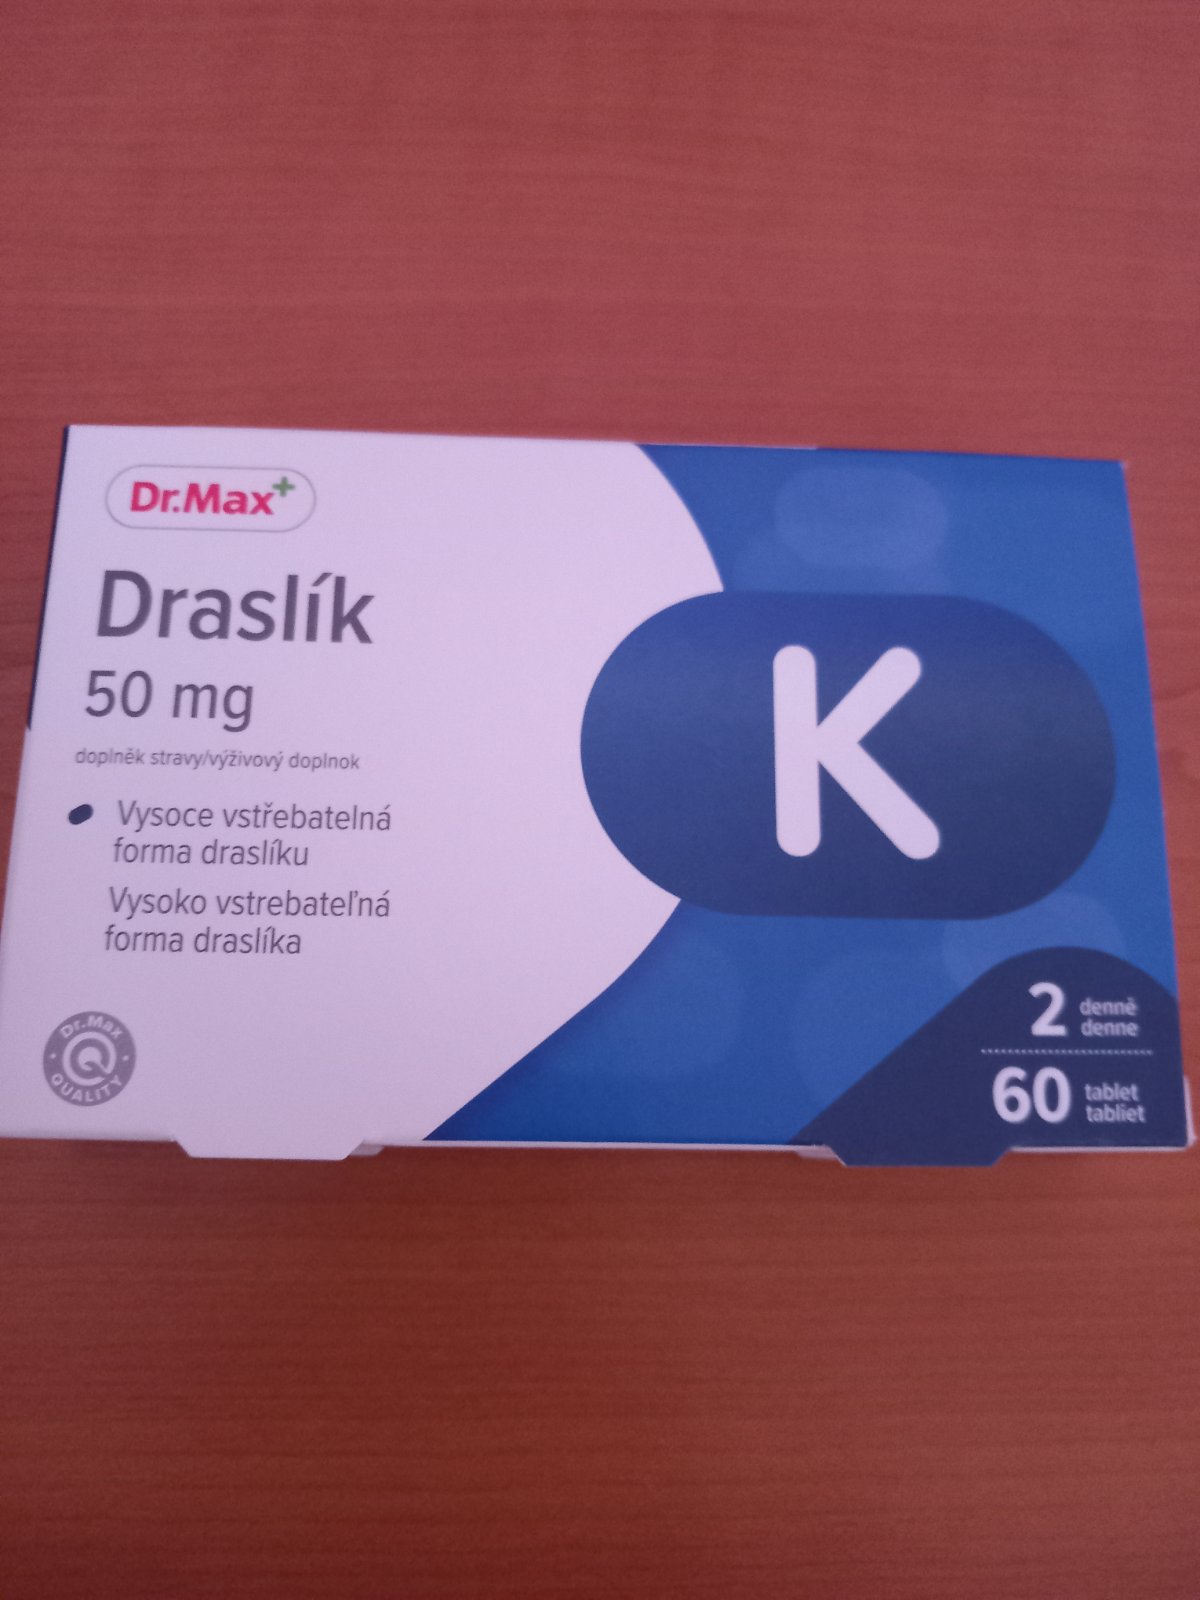 Dr.Max+
Draslík
50 mg
doplněk stravy/výživový doplnok
Vysoce vstřebatelná
forma draslíku
Vysoko vstrebateľná
forma draslíka
Dr.Max
Q
QUALITY
K
2 denně
denne
60 tablet
tabliet